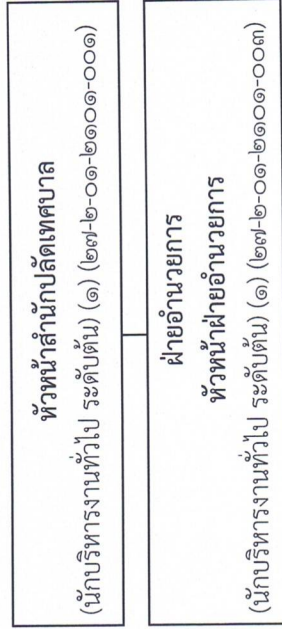 หัวหน้าสำนักปลัดเทศบาล
(นักบริหารงานทั่วไป ระดับต้น) (๑) (๒๗-๒-๐๑-๒๑๐๑-๐๐๑)
ฝ่ายอำนวยการ
หัวหน้าฝ่ายอำนวยการ
(นักบริหารงานทั่วไป ระดับต้น) (๑) (๒๗-๒-๐๑-๒๑๐๑-๐๐๓)